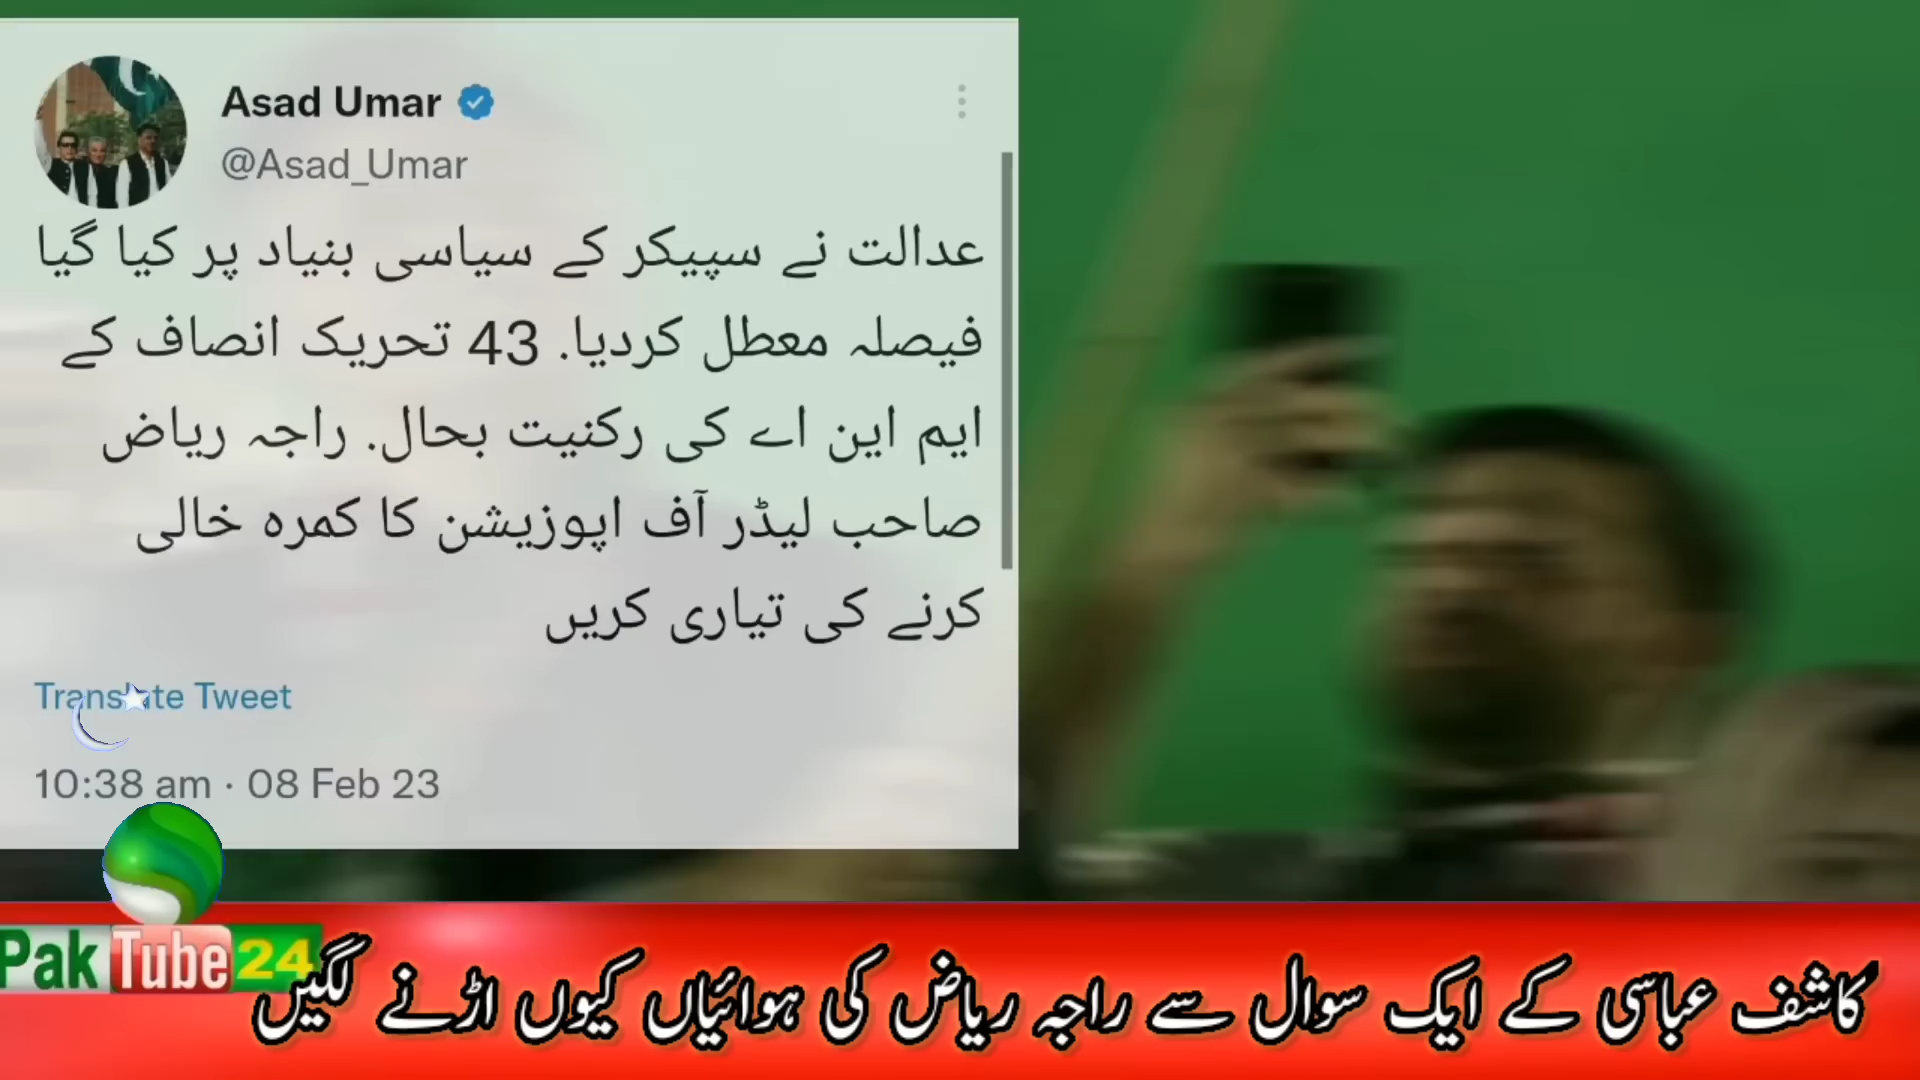 Asad Umar
@Asad_Umar
عدالت نے سپیکر کے سیاسی بنیاد پر کیا گیا
فیصلہ معطل کردیا. 43 تحریک انصاف کے
ایم این اے کی رکنیت بحال. راجہ ریاض
صاحب لیڈر آف اپوزیشن کا کمرہ خالی
کرنے کی تیاری کریں
Translate Tweet
10:38 am · 08 Feb 23
Pak Tube 24
کاشف عباسی کے ایک سوال سے راجہ ریاض کی ہوائیاں کیوں اڑنے لگیں